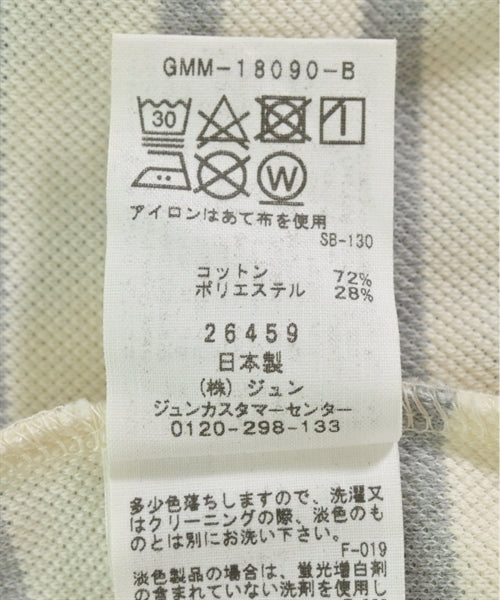 GMM-18090-B
30
W
アイロンはあて布を使用
SB-130
コットン 72%
ポリエステル 28%
26459
日本製
(株)ジュン
ジュンカスタマーセンター
0120-298-133
多少色落ちしますので、洗濯又
はクリーニングの際、淡色のも
のとは別にお洗い下さい。
F-019
淡色製品の場合は、蛍光増白剤
の含まれていない洗剤を使用し